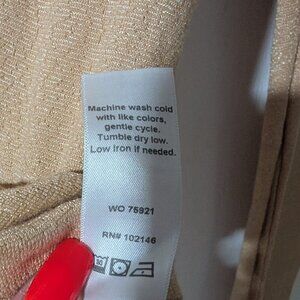 Machine wash cold
with like colors,
gentle cycle.
Tumble dry low.
Low iron if needed.
WO 75921
RN# 102146